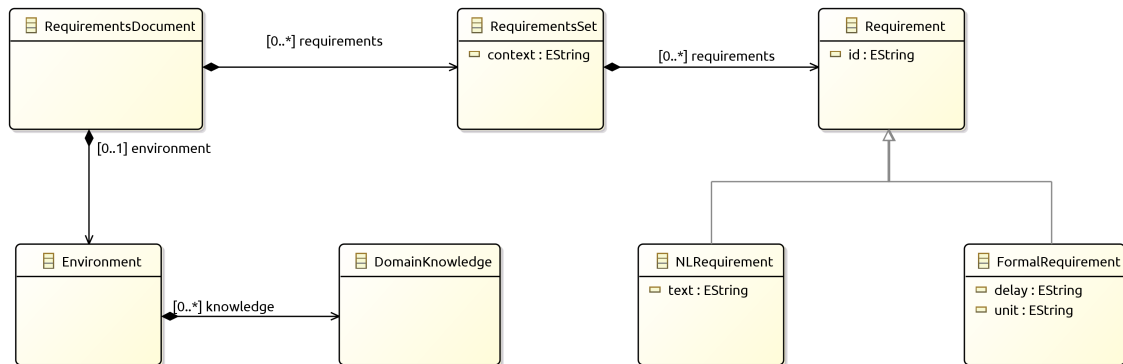 RequirementsDocument
[0..*] requirements
RequirementsSet
context : EString
[0..*] requirements
Requirement
id : EString
[0..1] environment
Environment
[0..*] knowledge
DomainKnowledge
NLRequirement
text : EString
FormalRequirement
delay : EString
unit : EString